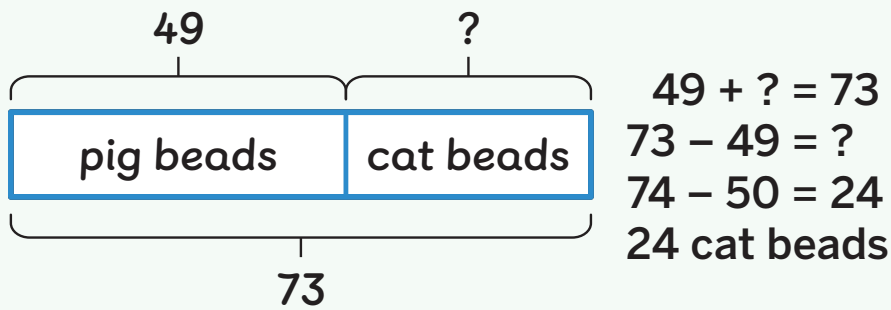 49 ?
pig beads cat beads
73
49 + ? = 73
73 – 49 = ?
74 – 50 = 24
24 cat beads